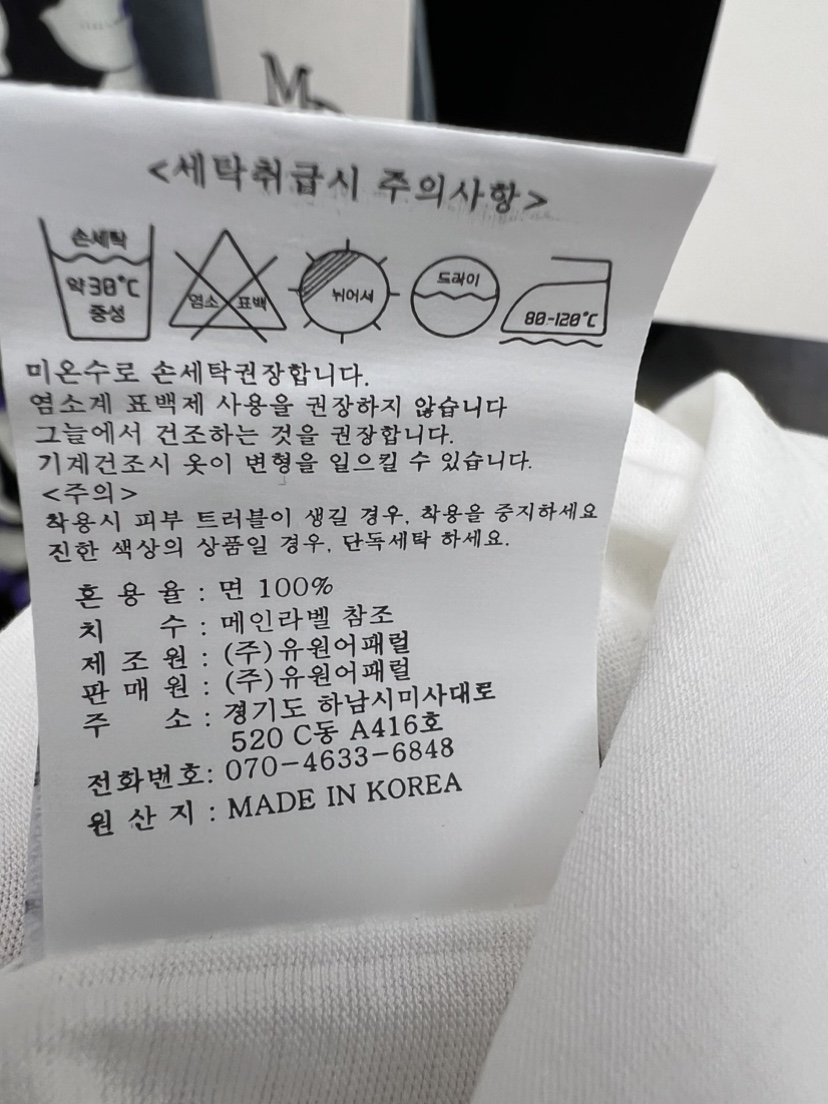 M
<세탁취급시 주의사항>
손세탁
약30℃
중성
염소 표백
뉘어서
드라이
80-120℃
미온수로 손세탁권장합니다.
염소계 표백제 사용을 권장하지 않습니다
그늘에서 건조하는 것을 권장합니다.
기계건조시 옷이 변형을 일으킬 수 있습니다.
<주의>
착용시 피부 트러블이 생길 경우, 착용을 중지하세요
진한 색상의 상품일 경우, 단독세탁 하세요.
혼 용 율 : 면 100%
치 수 : 메인라벨 참조
제 조 원 : (주)유원어패럴
판 매 원 : (주)유원어패럴
주 소 : 경기도 하남시미사대로
520 C동 A416호
전화밴호: 070-4633-6848
원 산 지 : MADE IN KOREA